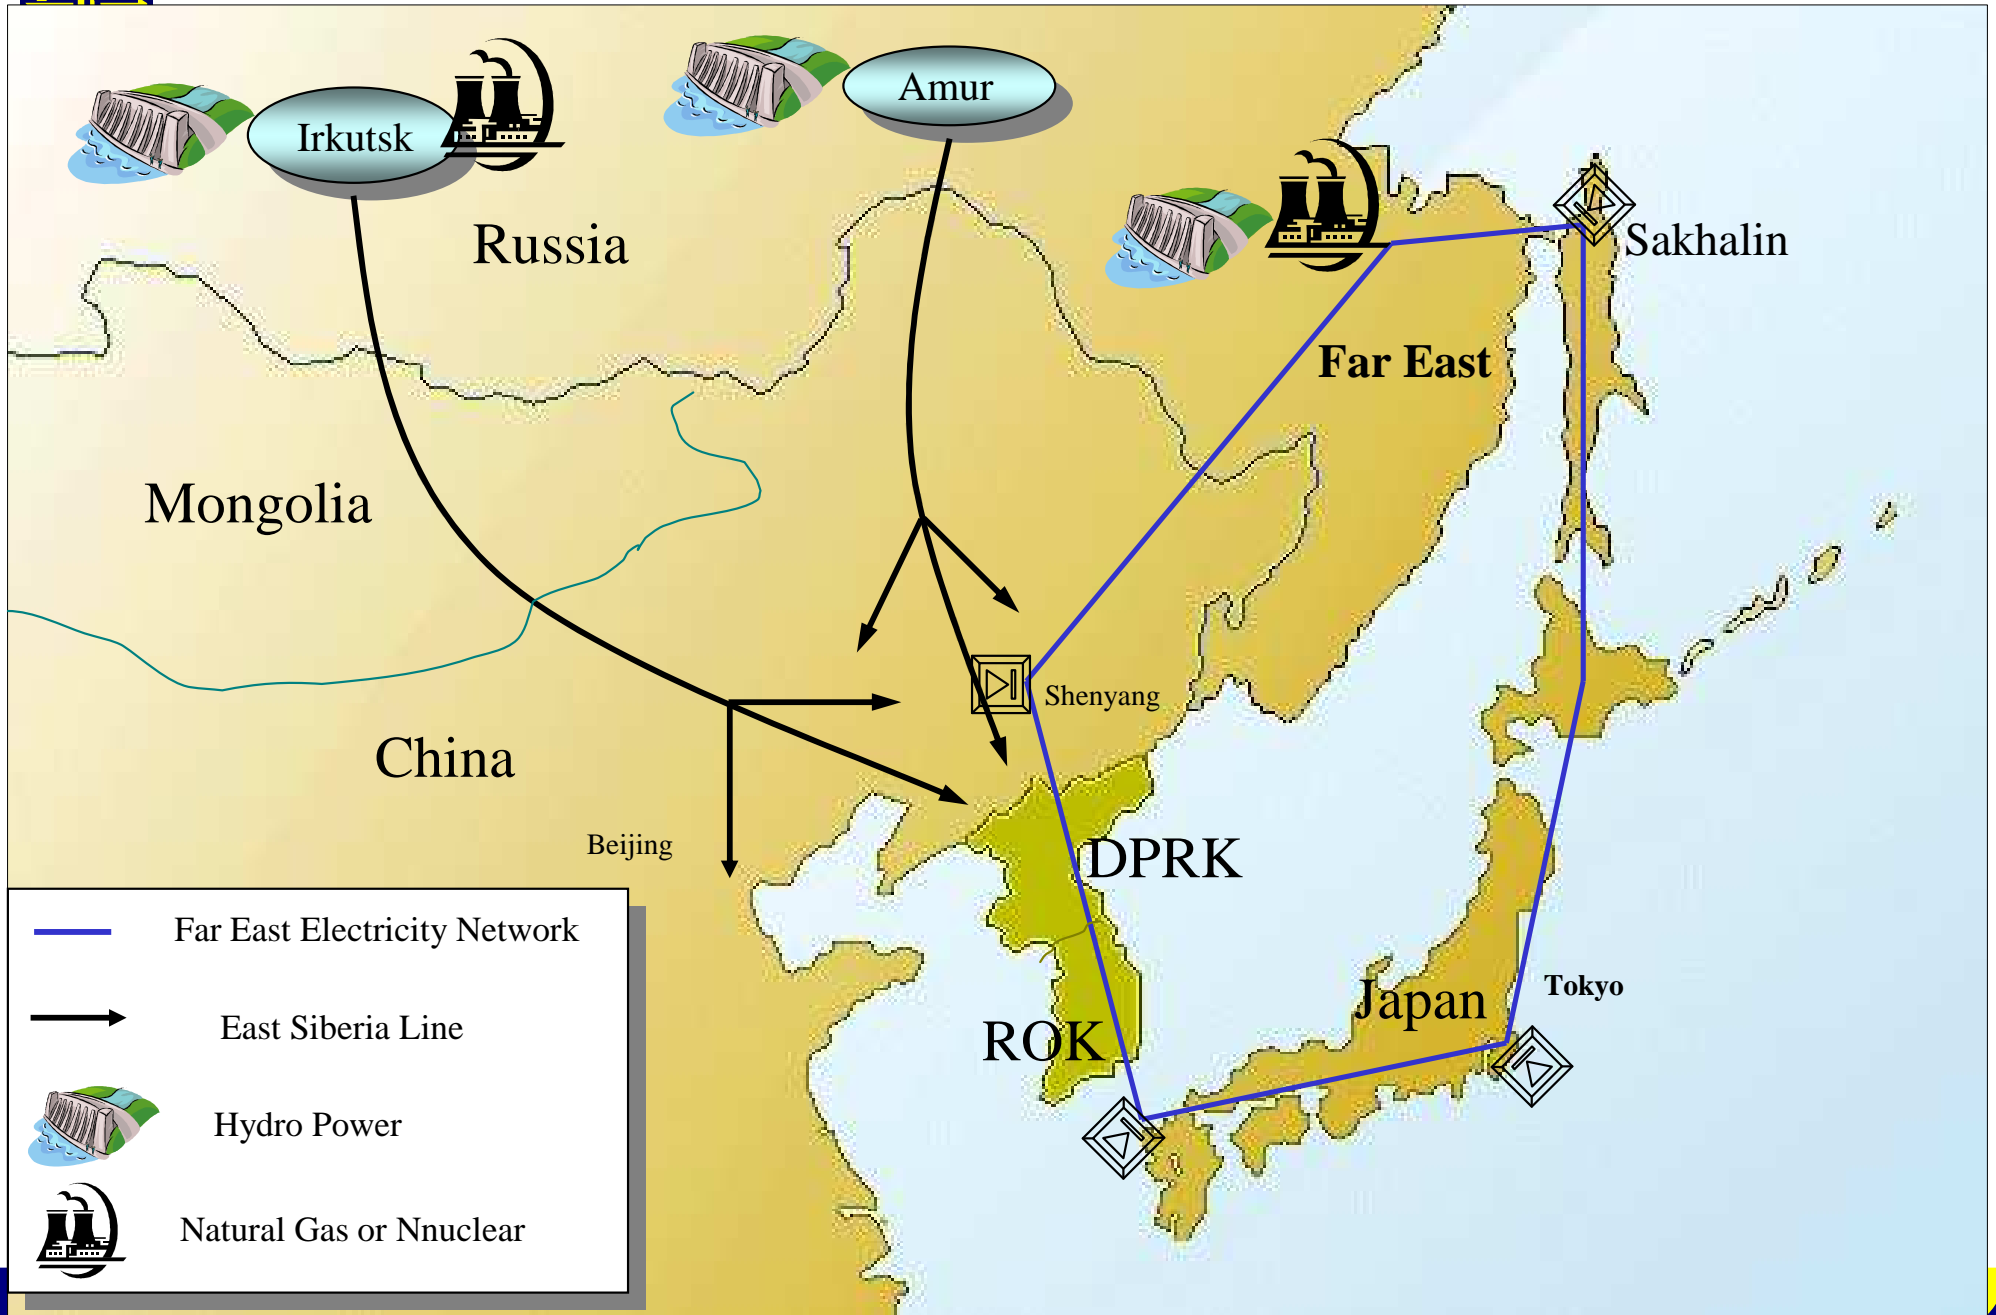 Amur
Irkutsk
Russia
Sakhalin
Far East
Mongolia
Shenyang
China
Beijing
DPRK
Japan
Tokyo
ROK
Far East Electricity Network
East Siberia Line
Hydro Power
Natural Gas or Nnuclear